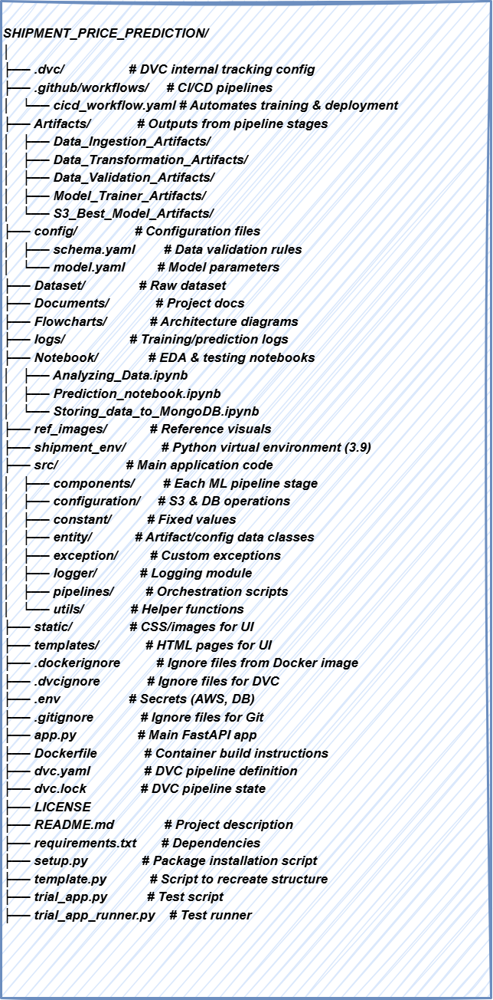 SHIPMENT_PRICE_PREDICTION/
│
├── .dvc/ # DVC internal tracking config
├── .github/workflows/ # CI/CD pipelines
│ └── cicd_workflow.yaml # Automates training & deployment
├── Artifacts/ # Outputs from pipeline stages
│ ├── Data_Ingestion_Artifacts/
│ ├── Data_Transformation_Artifacts/
│ ├── Data_Validation_Artifacts/
│ ├── Model_Trainer_Artifacts/
│ └── S3_Best_Model_Artifacts/
├── config/ # Configuration files
│ ├── schema.yaml # Data validation rules
│ └── model.yaml # Model parameters
├── Dataset/ # Raw dataset
├── Documents/ # Project docs
├── Flowcharts/ # Architecture diagrams
├── logs/ # Training/prediction logs
├── Notebook/ # EDA & testing notebooks
│ ├── Analyzing_Data.ipynb
│ ├── Prediction_notebook.ipynb
│ └── Storing_data_to_MongoDB.ipynb
├── ref_images/ # Reference visuals
├── shipment_env/ # Python virtual environment (3.9)
├── src/ # Main application code
│ ├── components/ # Each ML pipeline stage
│ ├── configuration/ # S3 & DB operations
│ ├── constant/ # Fixed values
│ ├── entity/ # Artifact/config data classes
│ ├── exception/ # Custom exceptions
│ ├── logger/ # Logging module
│ ├── pipelines/ # Orchestration scripts
│ └── utils/ # Helper functions
├── static/ # CSS/images for UI
├── templates/ # HTML pages for UI
├── .dockerignore # Ignore files from Docker image
├── .dvcignore # Ignore files for DVC
├── .env # Secrets (AWS, DB)
├── .gitignore # Ignore files for Git
├── app.py # Main FastAPI app
├── Dockerfile # Container build instructions
├── dvc.yaml # DVC pipeline definition
├── dvc.lock # DVC pipeline state
├── LICENSE
├── README.md # Project description
├── requirements.txt # Dependencies
├── setup.py # Package installation script
├── template.py # Script to recreate structure
├── trial_app.py # Test script
├── trial_app_runner.py # Test runner